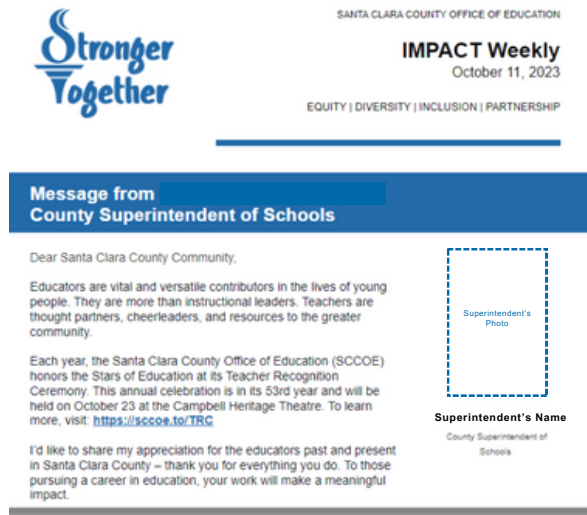 Stronger
Together
SANTA CLARA COUNTY OFFICE OF EDUCATION
IMPACT Weekly
October 11, 2023
EQUITY | DIVERSITY | INCLUSION | PARTNERSHIP
Message from
County Superintendent of Schools
Dear Santa Clara County Community,
Educators are vital and versatile contributors in the lives of young
people. They are more than instructional leaders. Teachers are
thought partners, cheerleaders, and resources to the greater
community.
Each year, the Santa Clara County Office of Education (SCCOE)
honors the Stars of Education at its Teacher Recognition
Ceremony. This annual celebration is in its 53rd year and will be
held on October 23 at the Campbell Heritage Theatre. To learn
more, visit: https://sccoe.to/TRC
I'd like to share my appreciation for the educators past and present
in Santa Clara County – thank you for everything you do. To those
pursuing a career in education, your work will make a meaningful
impact.
Superintendent's
Photo
Superintendent's Name
County Superintendent of
Schools